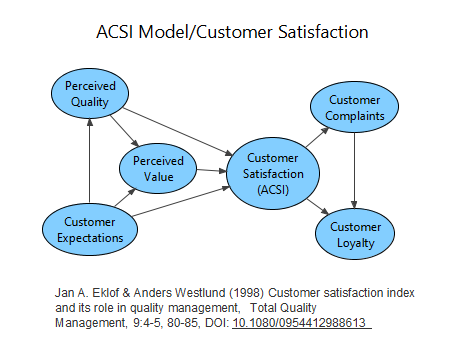 ACSI Model/Customer Satisfaction
Perceived
Quality
Customer
Complaints
Perceived
Value
Customer
Satisfaction
(ACSI)
Customer
Expectations
Customer
Loyalty
Jan A. Eklof & Anders Westlund (1998) Customer satisfaction index
and its role in quality management,   Total Quality
Management, 9:4-5, 80-85, DOI: 10.1080/0954412988613